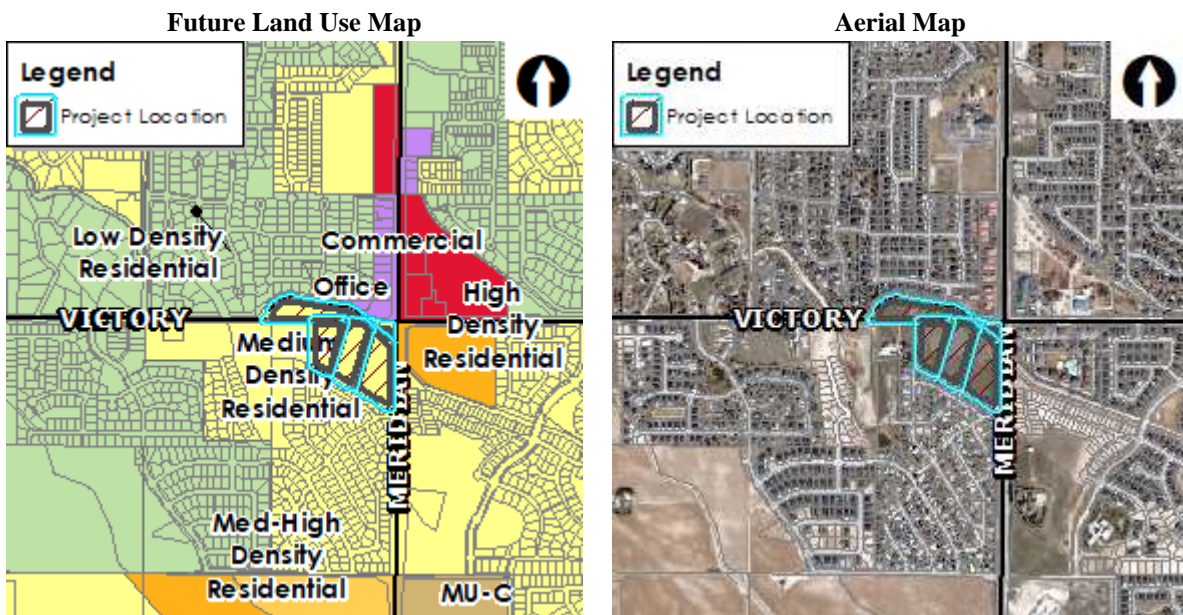 Future Land Use Map
Legend
Project Location
Low Density
Residential
Commercial
Office
High
Density
Residential
VICTORY
Medium
Density
Residential
MERIDIAN
Med-High
Density
Residential
MU-C
Aerial Map
Legend
Project Location
VICTORY
MERIDIAN